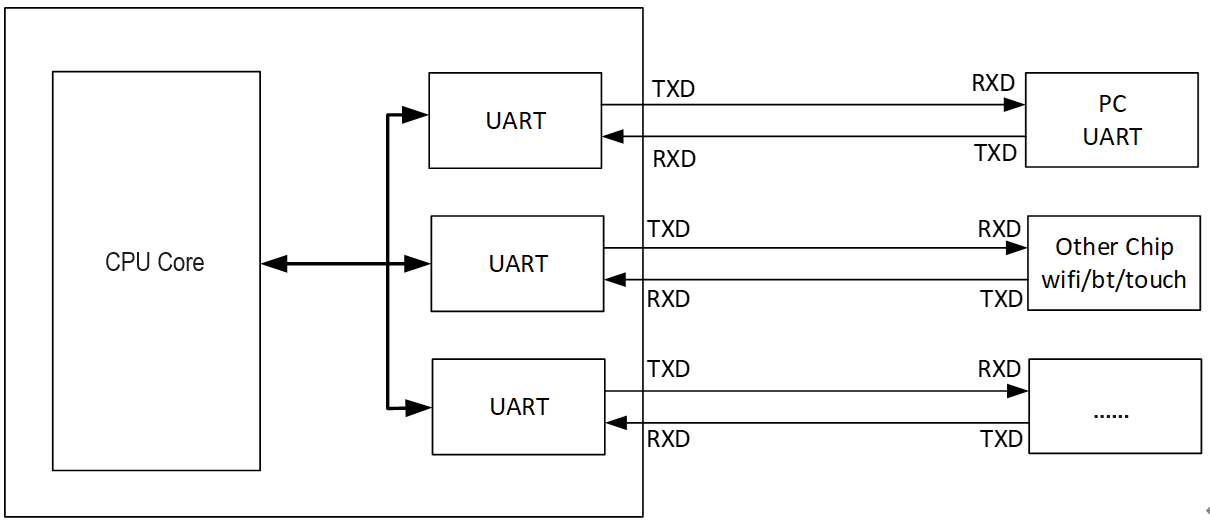 CPU Core
UART
TXD
RXD
RXD
TXD
PC
UART
UART
TXD
RXD
RXD
TXD
Other Chip
wifi/bt/touch
UART
TXD
RXD
RXD
TXD
......